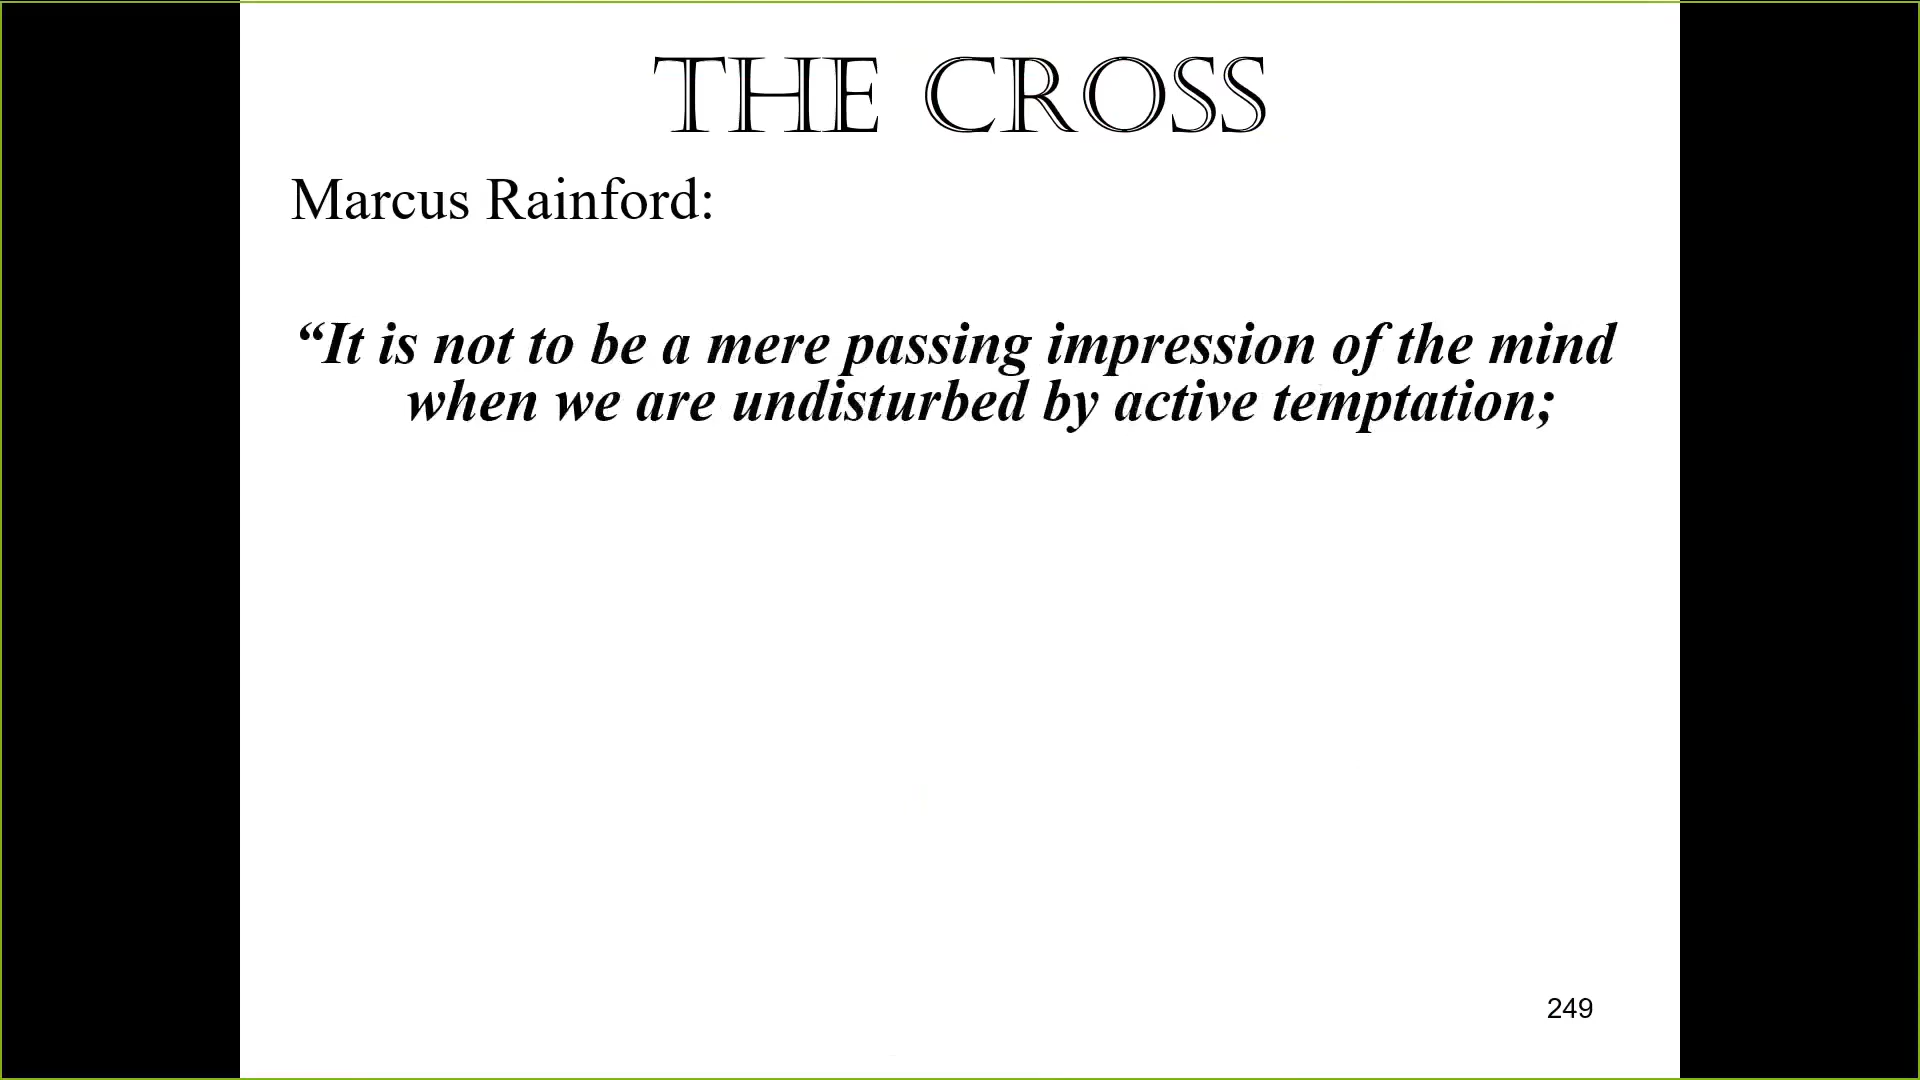 THE CROSS
Marcus Rainford:
“It is not to be a mere passing impression of the mind
when we are undisturbed by active temptation;
249